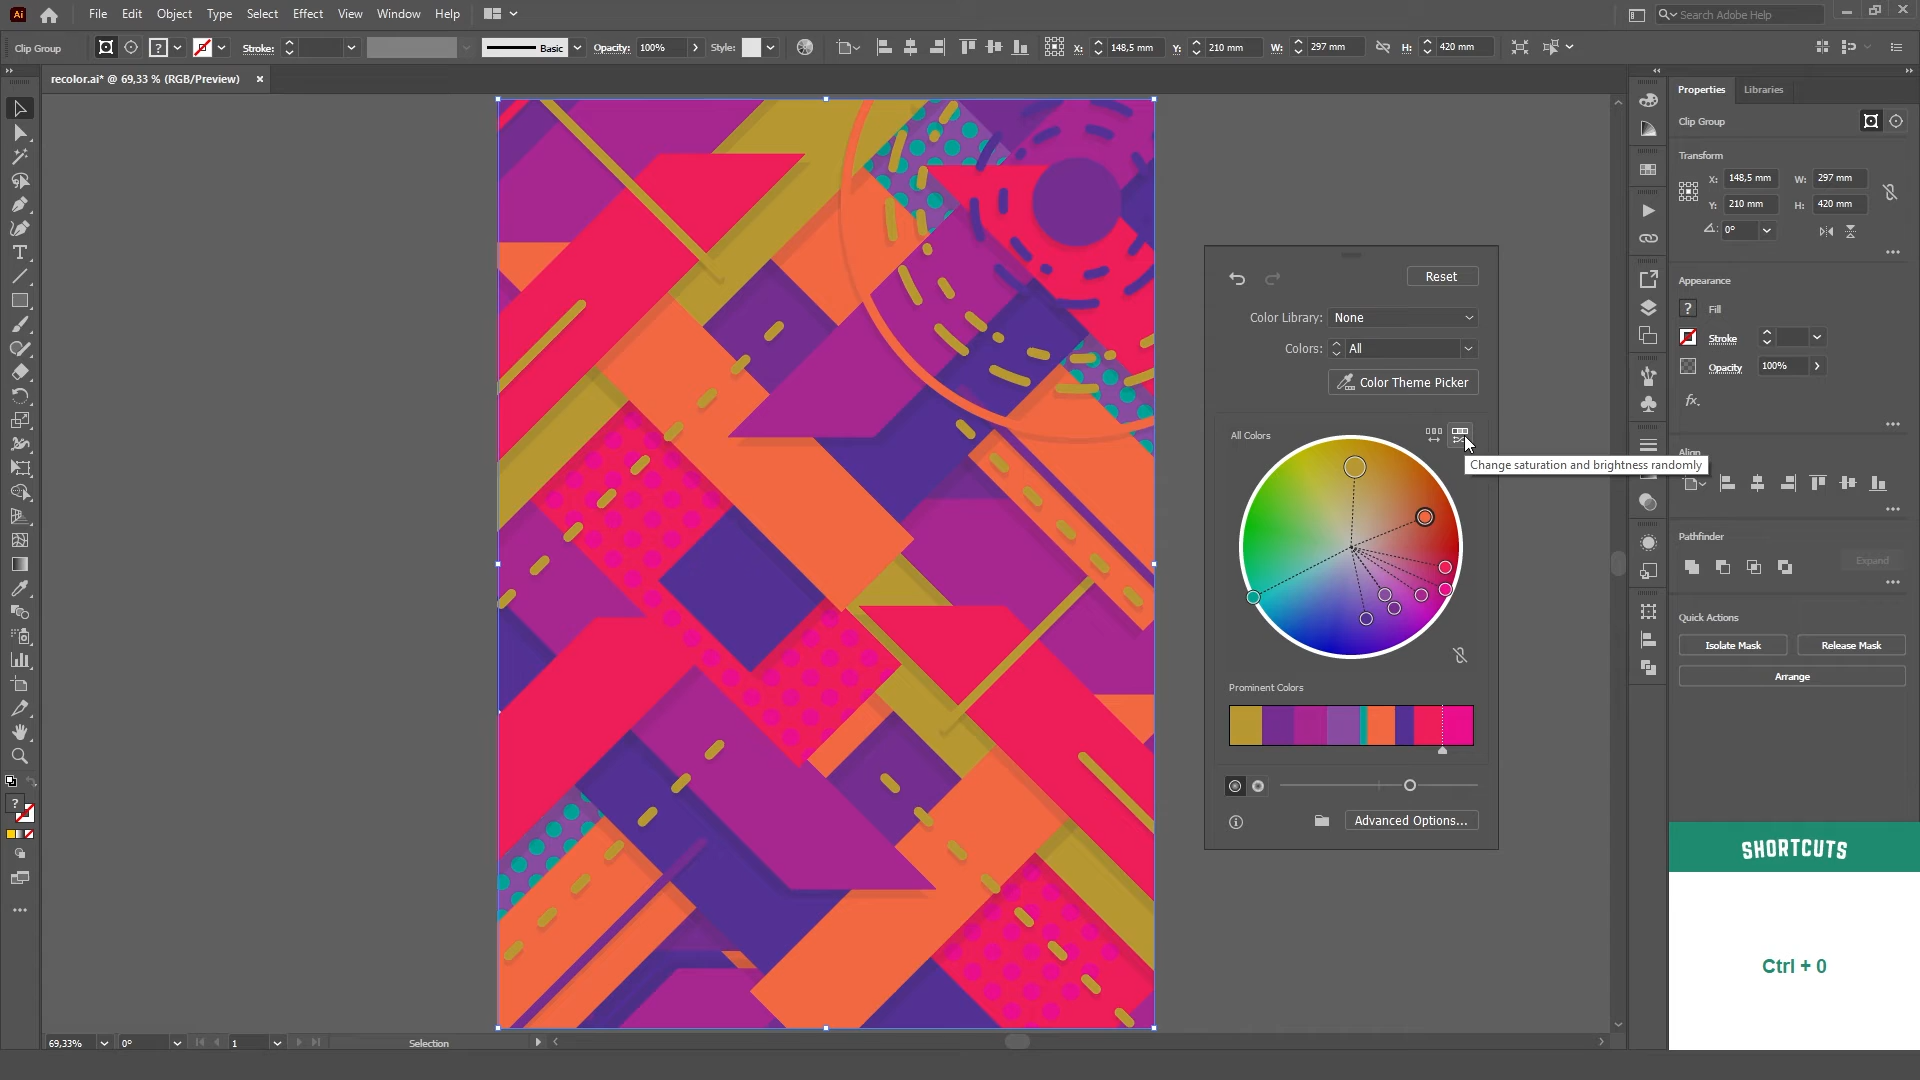 Ai File Edit Object Type Select Effect View Window Help Search Adobe Help
Clip Group ? Stroke: Basic Opacity: 100% Style: X: 148,5 mm Y: 210 mm W: 297 mm H: 420 mm
recolor.ai* @ 69,33 % (RGB/Preview) ×
Properties Libraries
Clip Group
Transform
X: 148,5 mm W: 297 mm
Y: 210 mm H: 420 mm
0°
Appearance
? Fill
Stroke
Opacity 100%
fx.
Align
Pathfinder
Expand
Quick Actions
Isolate Mask Release Mask
Arrange
Reset
Color Library: None
Colors: All
Color Theme Picker
All Colors
Change saturation and brightness randomly
Prominent Colors
Advanced Options...
SHORTCUTS
Ctrl + 0
69,33% 0° 1 Selection